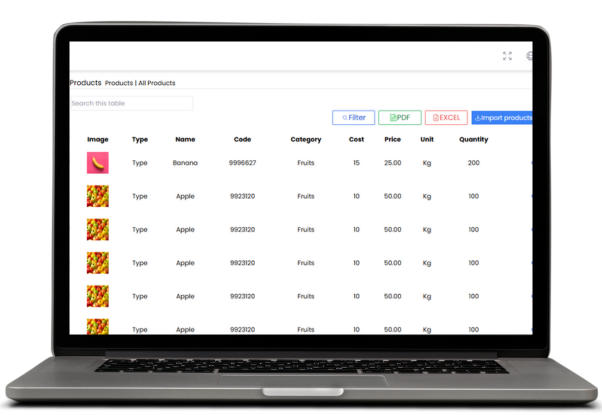 Products Products | All Products
Search this table
Filter PDF EXCEL Import products
Image Type Name Code Category Cost Price Unit Quantity
Type Banana 9996627 Fruits 15 25.00 Kg 200
Type Apple 9923120 Fruits 10 50.00 Kg 100
Type Apple 9923120 Fruits 10 50.00 Kg 100
Type Apple 9923120 Fruits 10 50.00 Kg 100
Type Apple 9923120 Fruits 10 50.00 Kg 100
Type Apple 9923120 Fruits 10 50.00 Kg 100